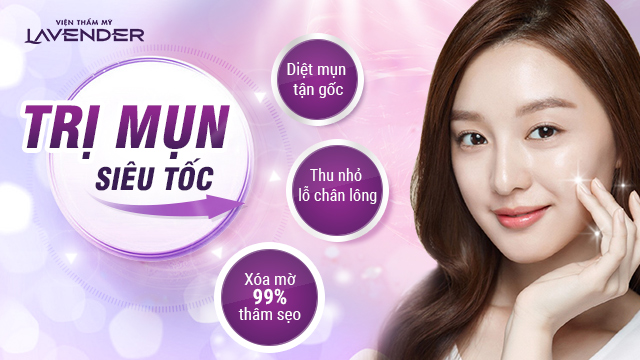 VIỆN THẨM MỸ
LAVENDER
TRỊ MỤN
SIÊU TỐC
Diệt mụn
tận gốc
Thu nhỏ
lỗ chân lông
Xóa mờ
99%
thâm sẹo